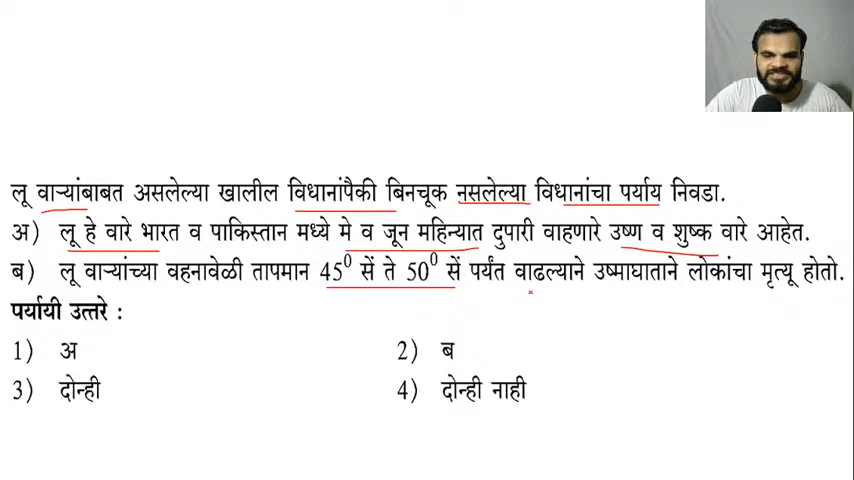 लू वाऱ्यांबाबत असलेल्या खालील विधानांपैकी बिनचूक नसलेल्या विधानांचा पर्याय निवडा.
अ) लू हे वारे भारत व पाकिस्तान मध्ये मे व जून महिन्यात दुपारी वाहणारे उष्ण व शुष्क वारे आहेत.
ब) लू वाऱ्यांच्या वहनावेळी तापमान 45⁰ सें ते 50⁰ सें पर्यंत वाढल्याने उष्माघाताने लोकांचा मृत्यू होतो.
पर्यायी उत्तरे :
1) अ 2) ब
3) दोन्ही 4) दोन्ही नाही